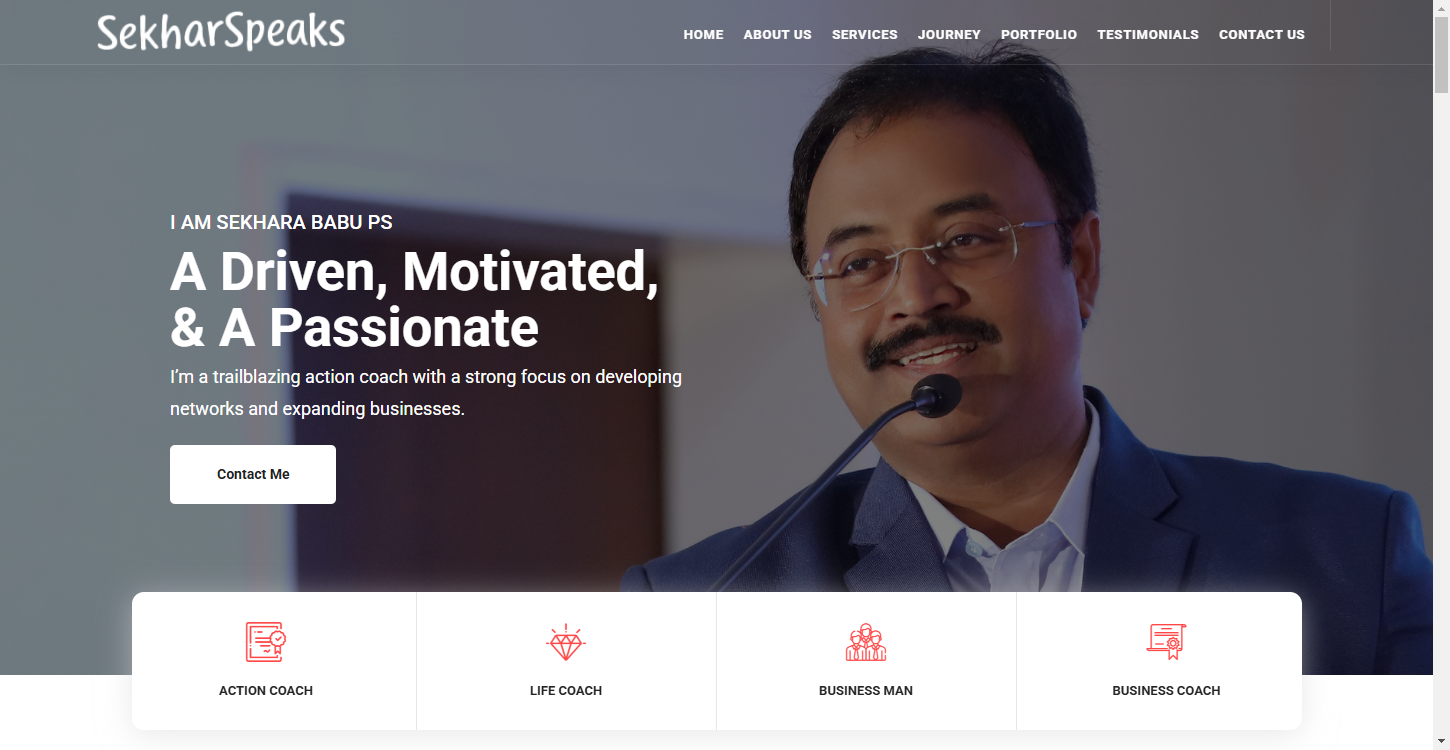 SekharSpeaks
HOME ABOUT US SERVICES JOURNEY PORTFOLIO TESTIMONIALS CONTACT US
I AM SEKHARA BABU PS
A Driven, Motivated,
& A Passionate
I'm a trailblazing action coach with a strong focus on developing
networks and expanding businesses.
Contact Me
ACTION COACH
LIFE COACH
BUSINESS MAN
BUSINESS COACH